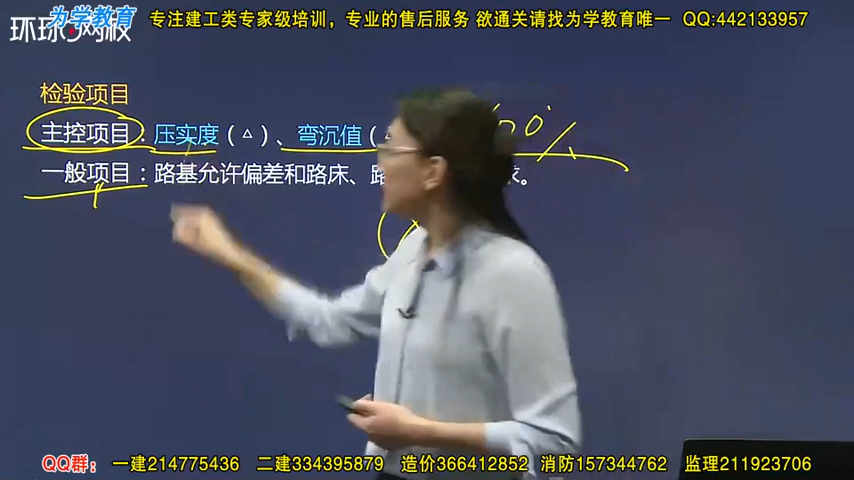 为学教育
专注建工类专家级培训，专业的售后服务 欲通关请找为学教育唯一 QQ:442133957
环球网校
检验项目
主控项目：压实度（△）、弯沉值（
一般项目：路基允许偏差和路床、路 求。
QQ群： 一建214775436 二建334395879 造价366412852 消防157344762 监理211923706